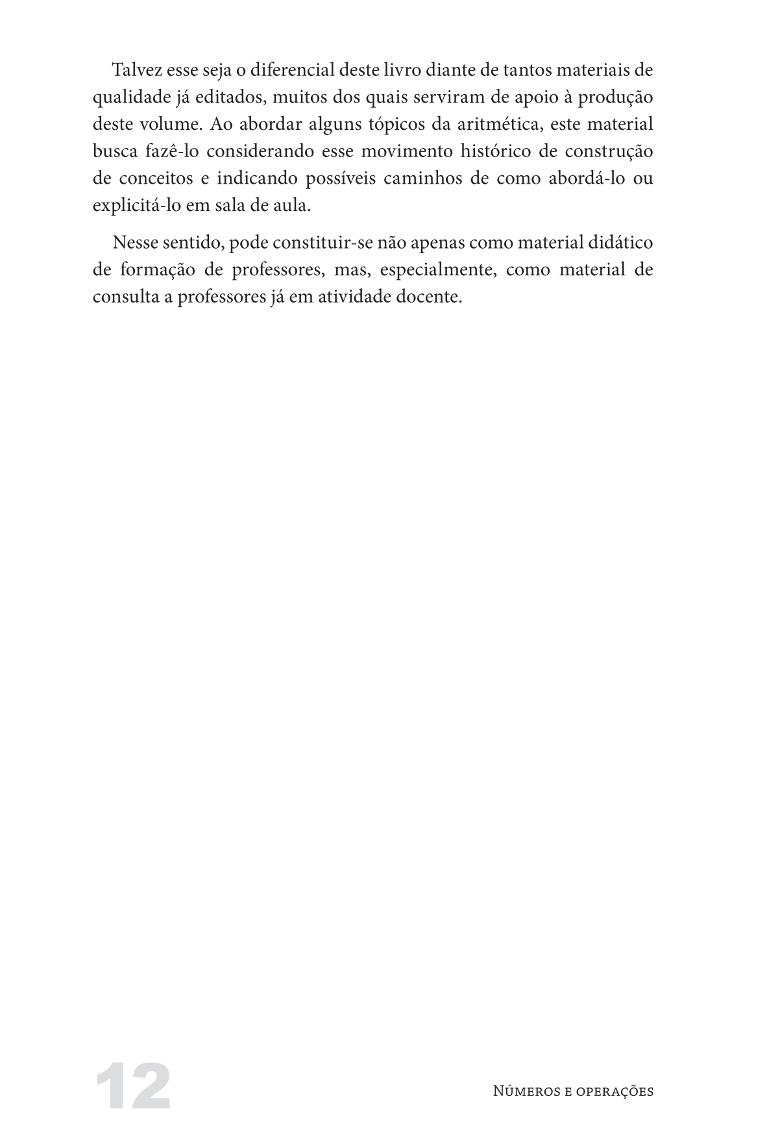 Talvez esse seja o diferencial deste livro diante de tantos materiais de
qualidade já editados, muitos dos quais serviram de apoio à produção
deste volume. Ao abordar alguns tópicos da aritmética, este material
busca fazê-lo considerando esse movimento histórico de construção
de conceitos e indicando possíveis caminhos de como abordá-lo ou
explicitá-lo em sala de aula.
Nesse sentido, pode constituir-se não apenas como material didático
de formação de professores, mas, especialmente, como material de
consulta a professores já em atividade docente.
12
Números e operações